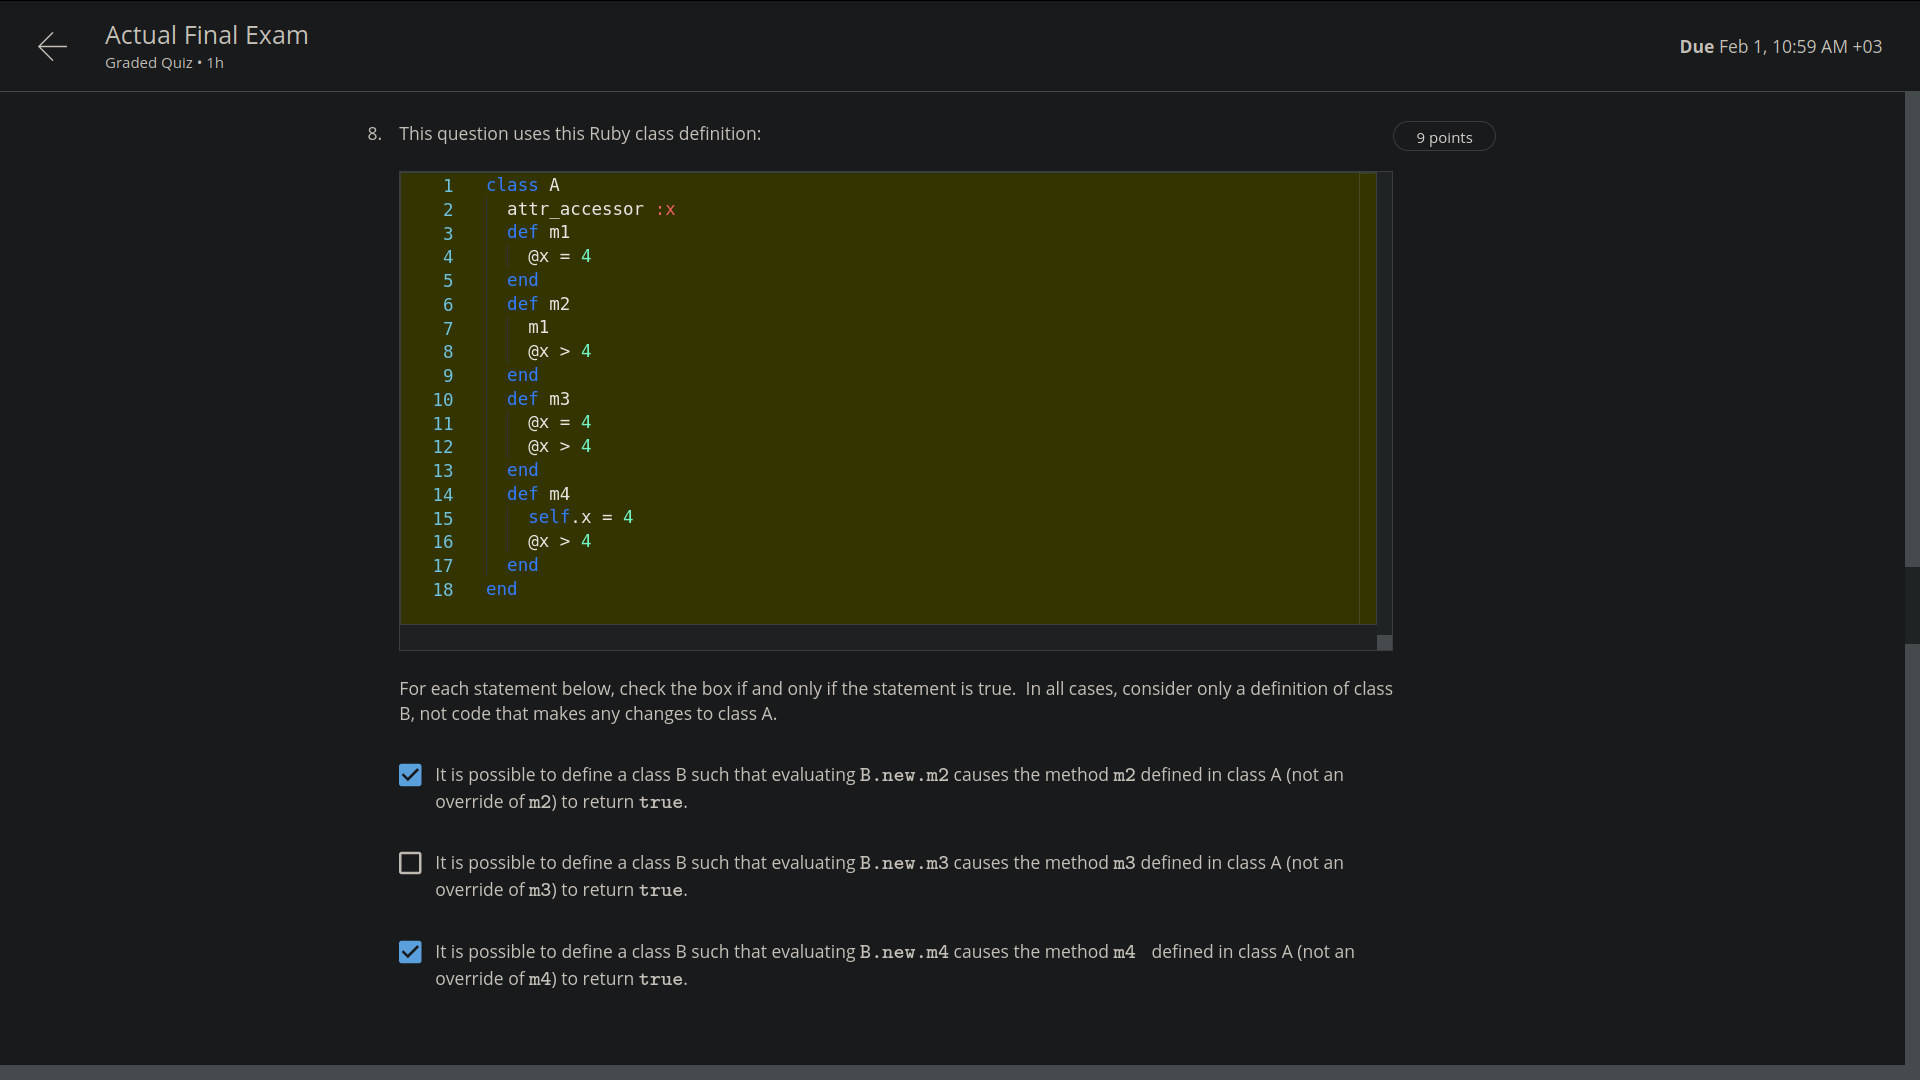 Actual Final Exam
Graded Quiz • 1h
Due Feb 1, 10:59 AM +03
8. This question uses this Ruby class definition:
9 points
1 class A
2 attr_accessor :x
3 def m1
4 @x = 4
5 end
6 def m2
7 m1
8 @x > 4
9 end
10 def m3
11 @x = 4
12 @x > 4
13 end
14 def m4
15 self.x = 4
16 @x > 4
17 end
18 end
For each statement below, check the box if and only if the statement is true.  In all cases, consider only a definition of class
B, not code that makes any changes to class A.
It is possible to define a class B such that evaluating B.new.m2 causes the method m2 defined in class A (not an
override of m2) to return true.
It is possible to define a class B such that evaluating B.new.m3 causes the method m3 defined in class A (not an
override of m3) to return true.
It is possible to define a class B such that evaluating B.new.m4 causes the method m4  defined in class A (not an
override of m4) to return true.